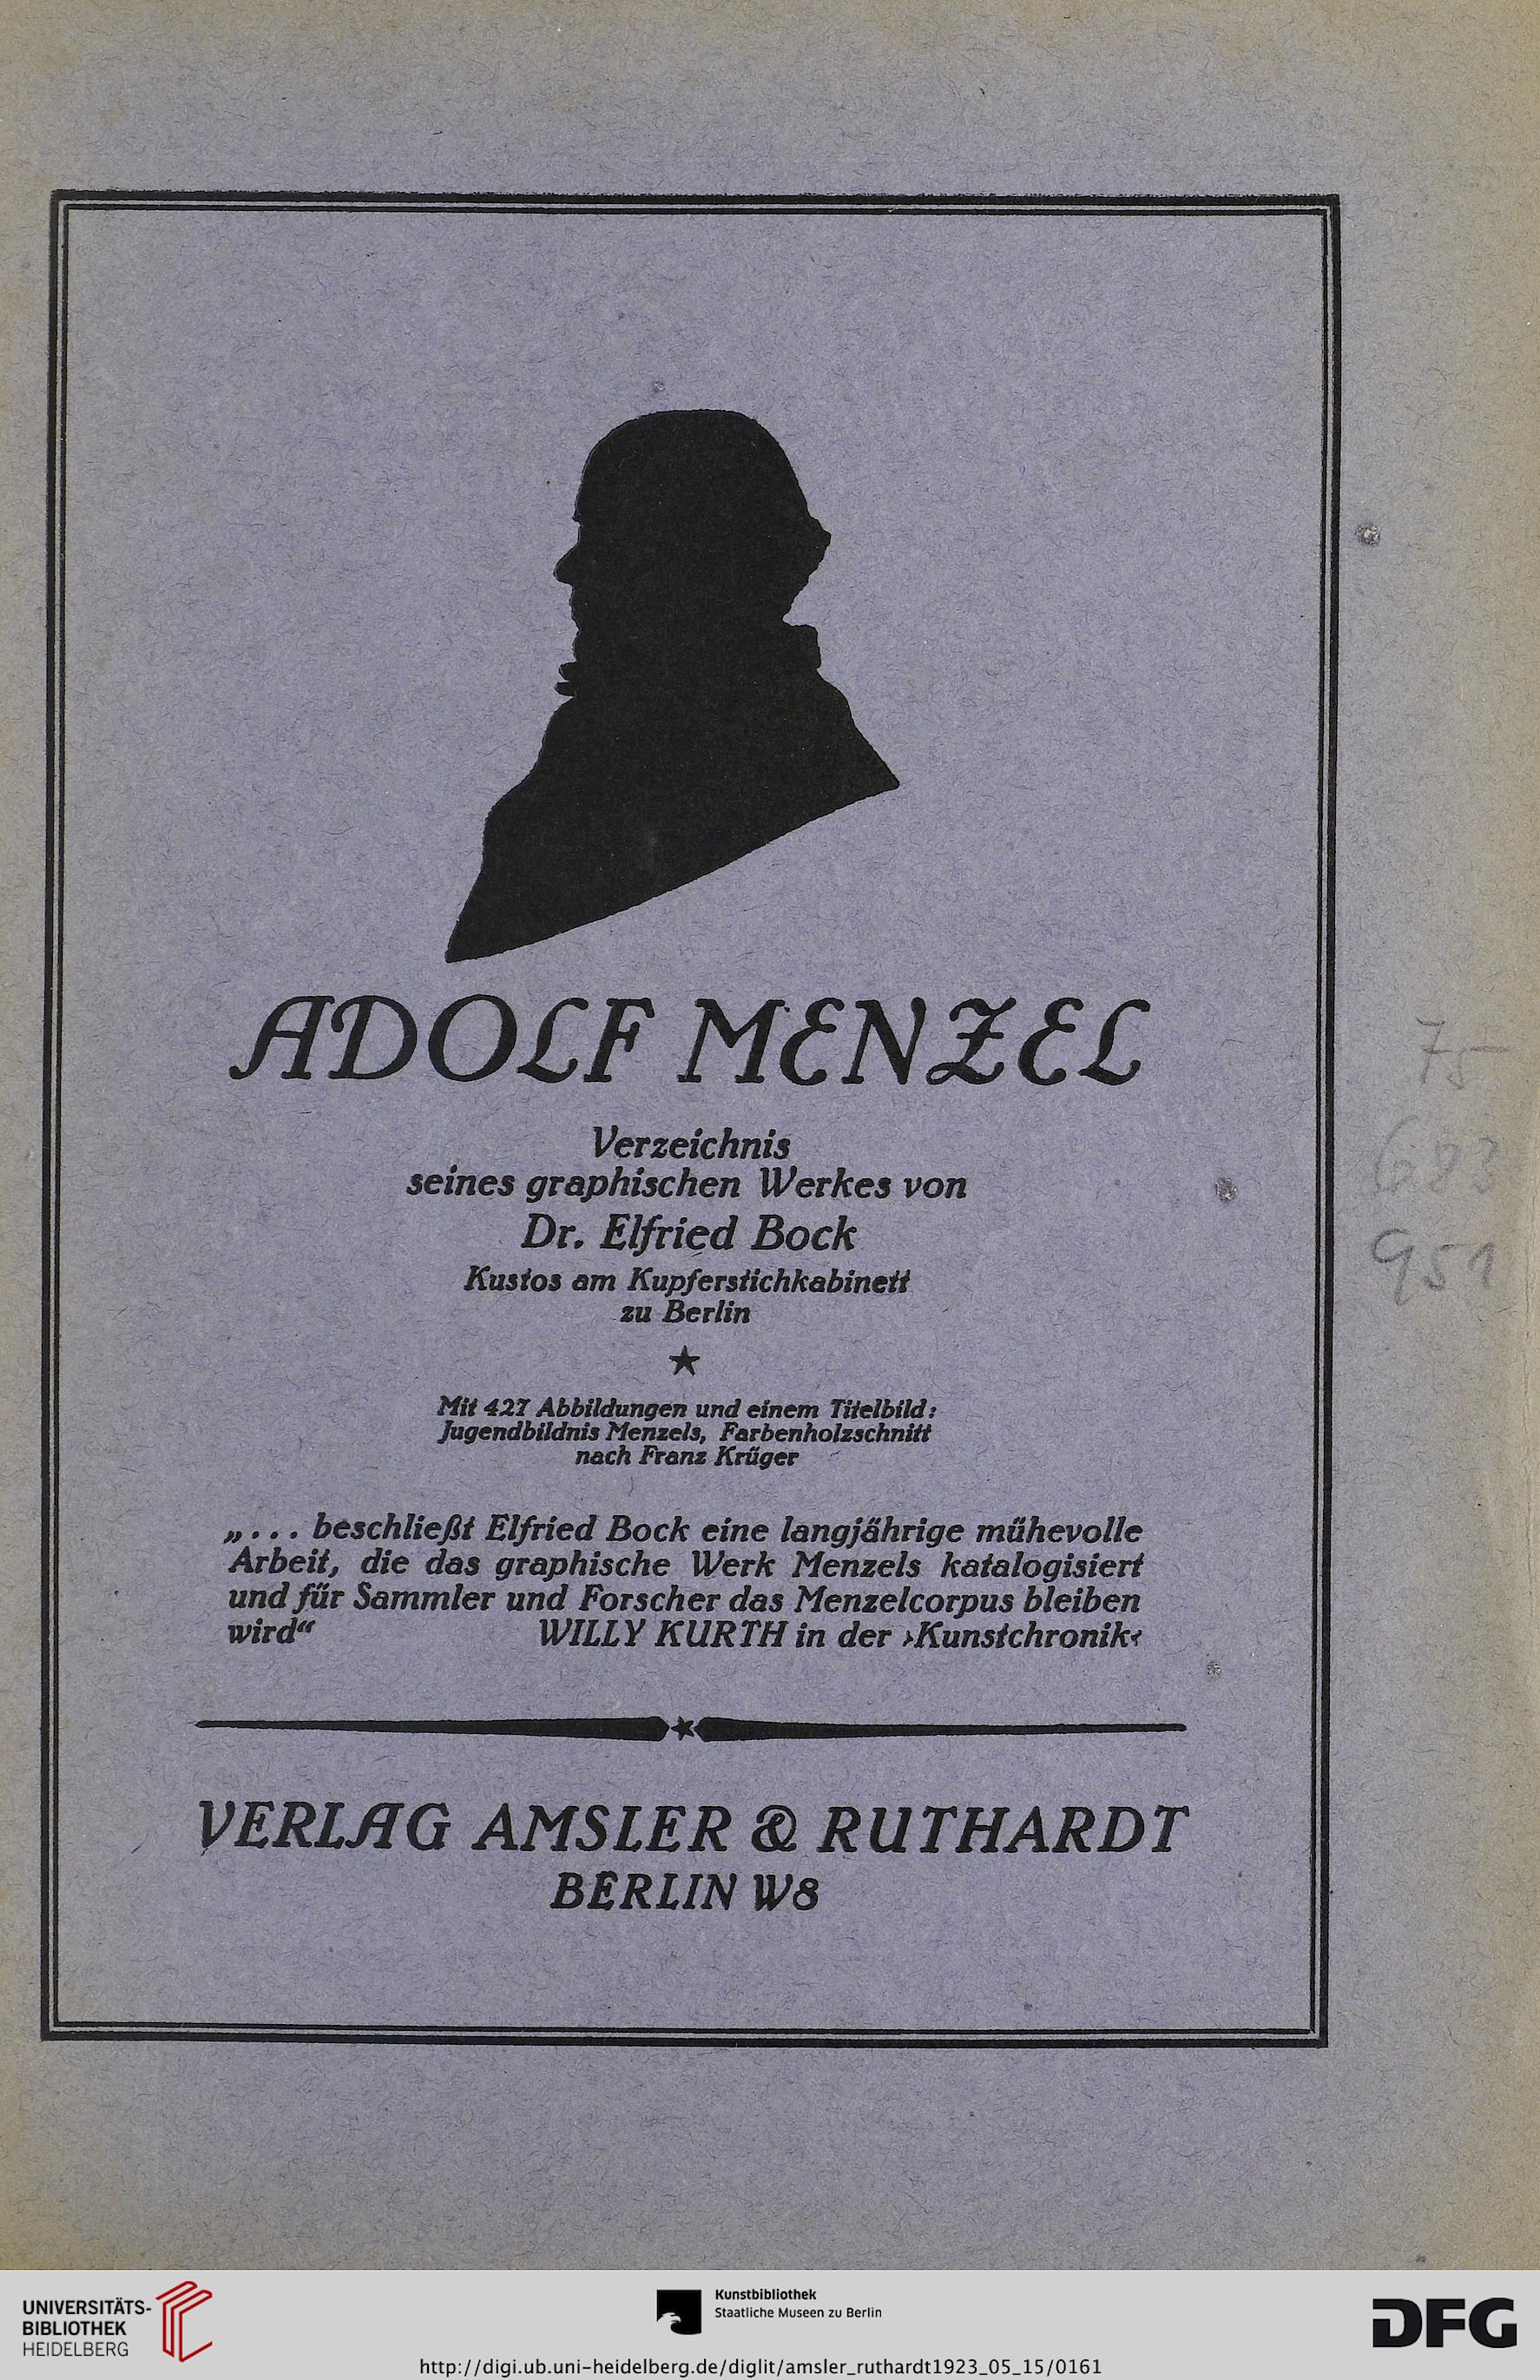 ADOLF MENZEL
Verzeichnis
seines graphischen Werkes von
Dr. Elfried Bock
Kustos am Kupferstichkabinett
zu Berlin
★
Mit 427 Abbildungen und einem Titelbild:
Jugendbildnis Menzels, Farbenholzschnitt
nach Franz Krüger
„... beschließt Elfried Bock eine langjährige mühevolle
Arbeit, die das graphische Werk Menzels katalogisiert
und für Sammler und Forscher das Menzelcorpus bleiben
wird“ WILLY KURTH in der ›Kunstchronik‹
VERLAG AMSLER & RUTHARDT
BERLIN W8
75
683
951
UNIVERSITÄTS-
BIBLIOTHEK
HEIDELBERG
Kunstbibliothek
Staatliche Museen zu Berlin
DFG
http://digi.ub.uni-heidelberg.de/diglit/amsler_ruthardt1923_05_15/0161